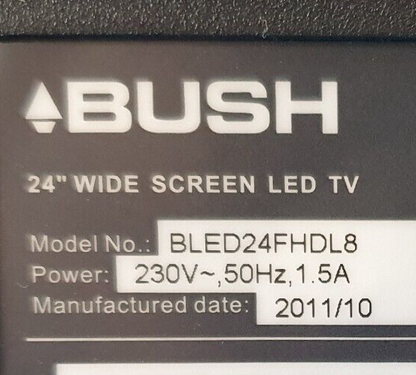 BUSH
24" WIDE SCREEN LED TV
Model No.: BLED24FHDL8
Power: 230V~,50Hz,1.5A
Manufactured date: 2011/10